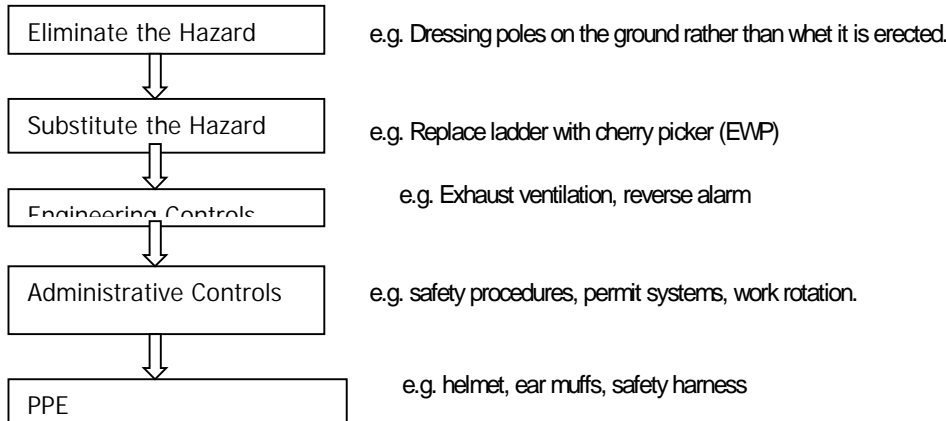 Eliminate the Hazard
e.g. Dressing poles on the ground rather than whet it is erected.
Substitute the Hazard
e.g. Replace ladder with cherry picker (EWP)
Engineering Controls
e.g. Exhaust ventilation, reverse alarm
Administrative Controls
e.g. safety procedures, permit systems, work rotation.
PPE
e.g. helmet, ear muffs, safety harness